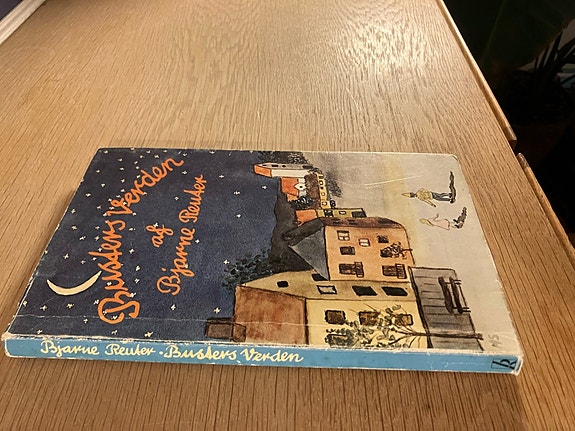 Busters Verden
af
Bjarne Reuter
Bjarne Reuter · Busters Verden